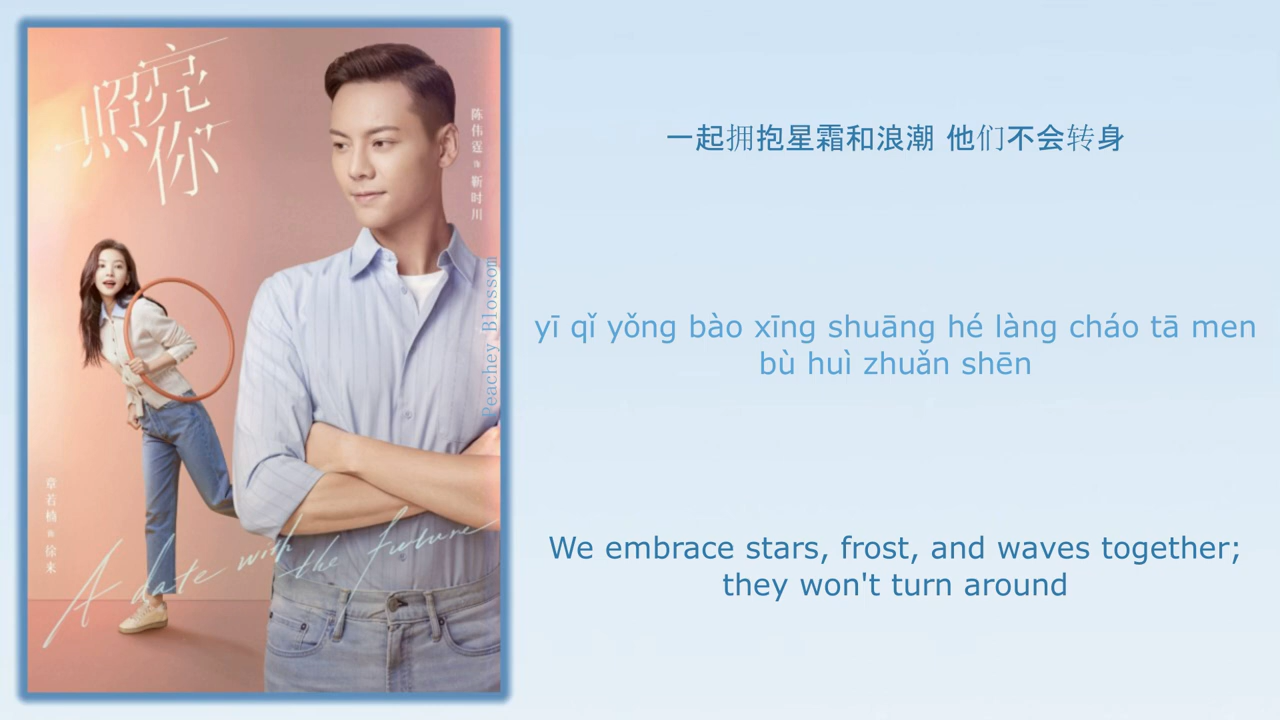 照亮你
陈伟霆 饰 靳时川
章若楠 饰 徐来
A date with the future
Peachey Blossom
一起拥抱星霜和浪潮 他们不会转身
yī qǐ yǒng bào xīng shuāng hé làng cháo tā men
bù huì zhuǎn shēn
We embrace stars, frost, and waves together;
they won't turn around